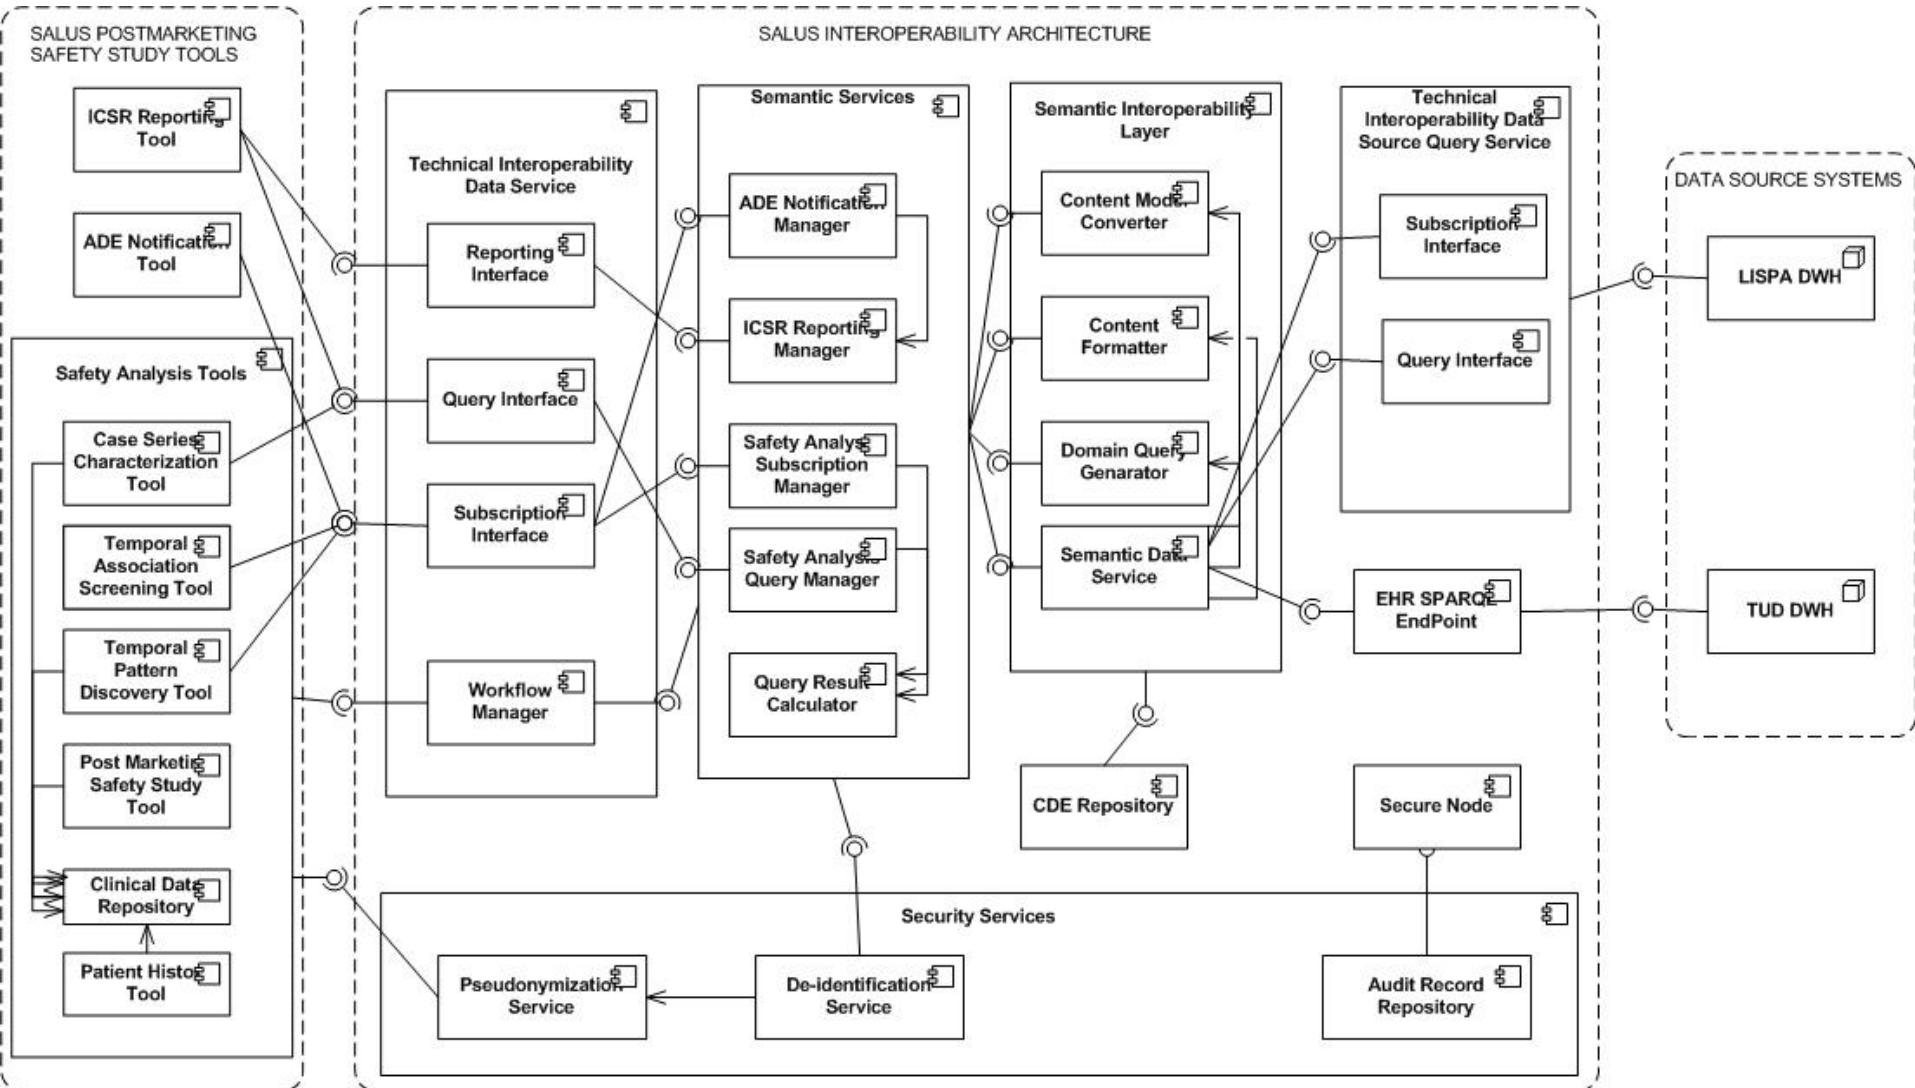 SALUS POSTMARKETING
SAFETY STUDY TOOLS
ICSR Reporting
Tool
ADE Notification
Tool
Safety Analysis Tools
Case Series
Characterization
Tool
Temporal
Association
Screening Tool
Temporal
Pattern
Discovery Tool
Post Marketing
Safety Study
Tool
Clinical Data
Repository
Patient History
Tool
SALUS INTEROPERABILITY ARCHITECTURE
Technical Interoperability
Data Service
Reporting
Interface
Query Interface
Subscription
Interface
Workflow
Manager
Semantic Services
ADE Notification
Manager
ICSR Reporting
Manager
Safety Analysis
Subscription
Manager
Safety Analysis
Query Manager
Query Result
Calculator
Semantic Interoperability
Layer
Content Model
Converter
Content
Formatter
Domain Query
Genarator
Semantic Data
Service
Technical
Interoperability Data
Source Query Service
Subscription
Interface
Query Interface
EHR SPARQL
EndPoint
CDE Repository
Secure Node
Security Services
Pseudonymization
Service
De-identification
Service
Audit Record
Repository
DATA SOURCE SYSTEMS
LISPA DWH
TUD DWH